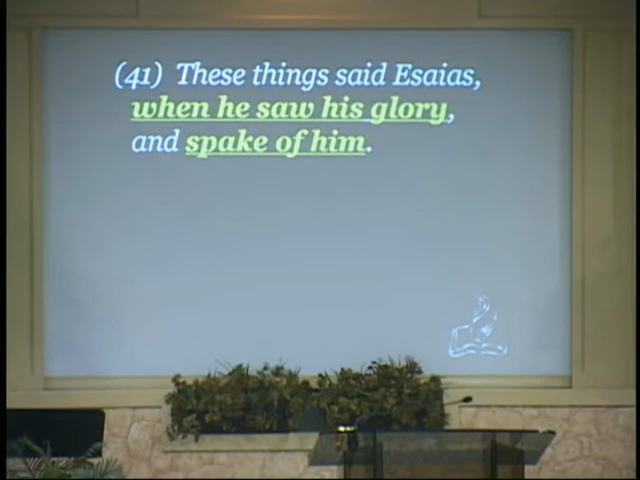 (41) These things said Esaias,
when he saw his glory,
and spake of him.